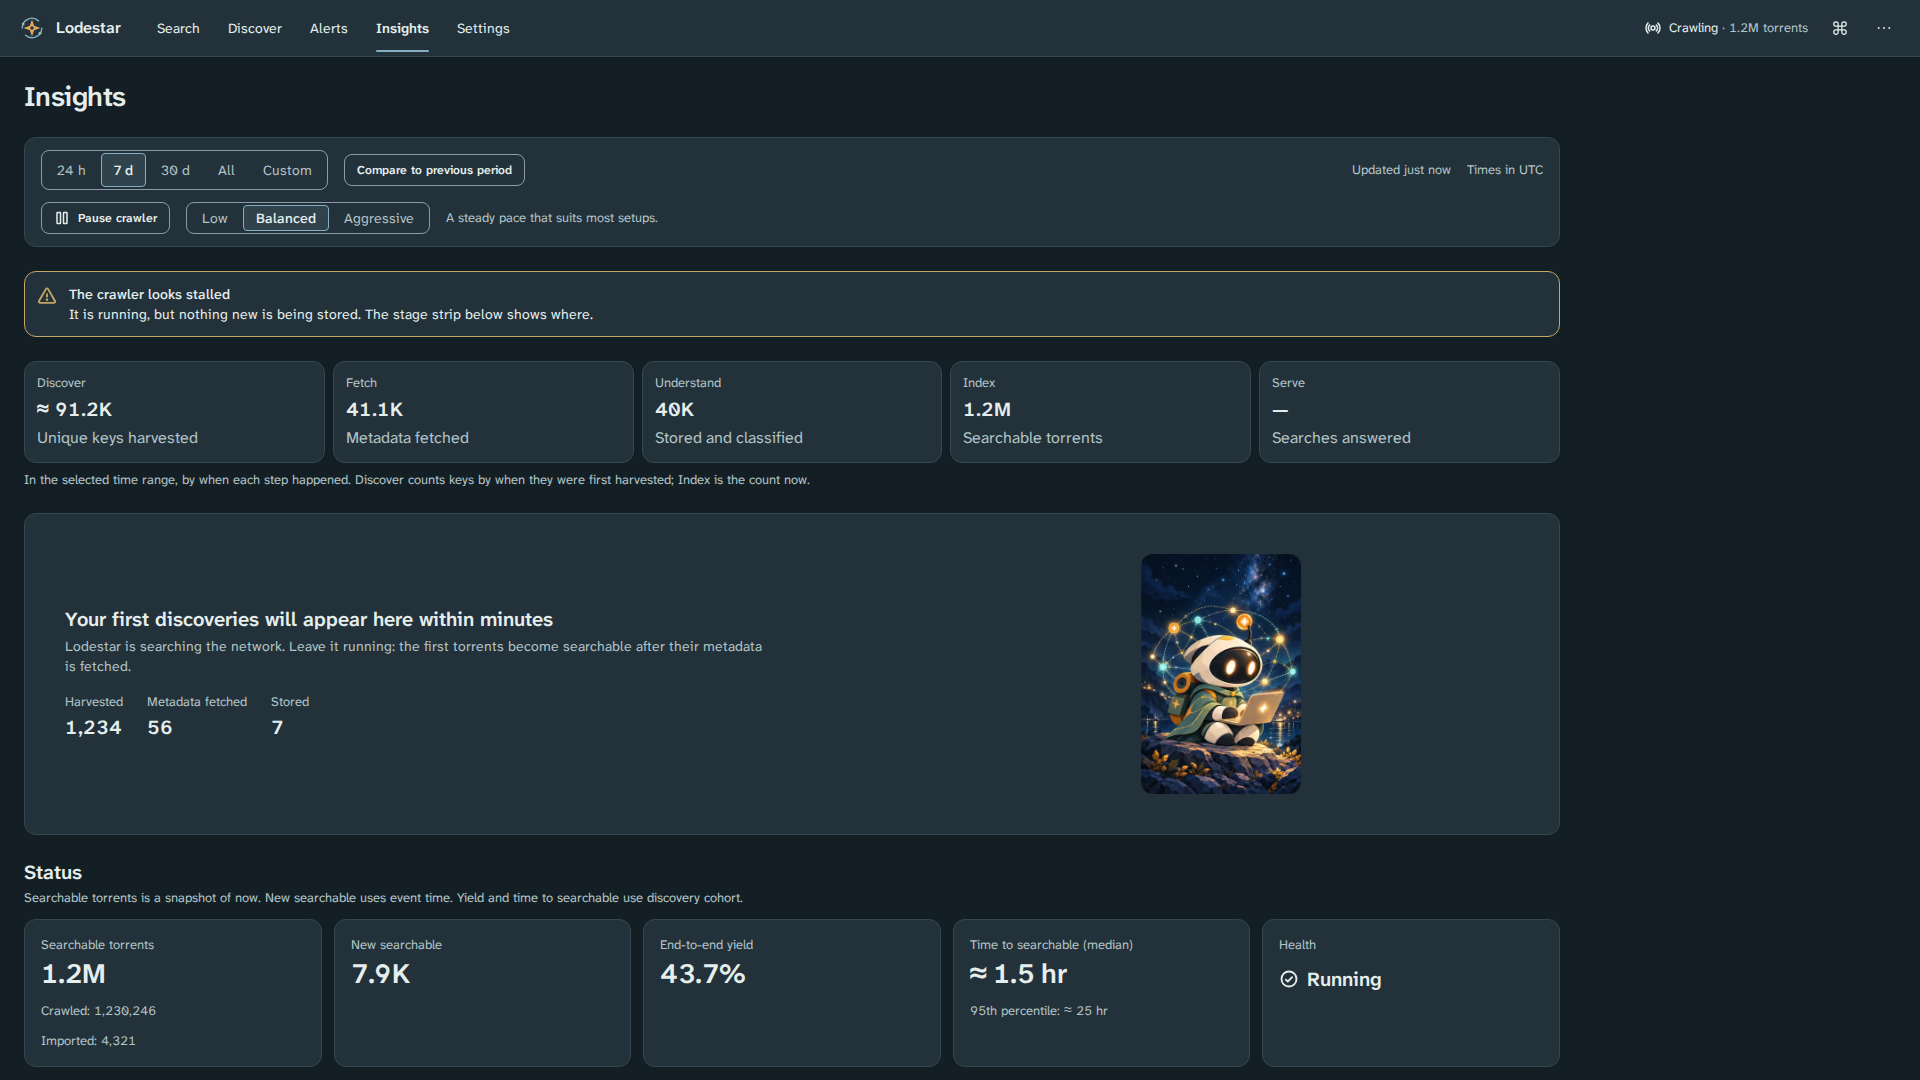 Lodestar
Search
Discover
Alerts
Insights
Settings
Crawling · 1.2M torrents
Insights
24 h
7 d
30 d
All
Custom
Compare to previous period
Updated just now
Times in UTC
Pause crawler
Low
Balanced
Aggressive
A steady pace that suits most setups.
The crawler looks stalled
It is running, but nothing new is being stored. The stage strip below shows where.
Discover
≈ 91.2K
Unique keys harvested
Fetch
41.1K
Metadata fetched
Understand
40K
Stored and classified
Index
1.2M
Searchable torrents
Serve
—
Searches answered
In the selected time range, by when each step happened. Discover counts keys by when they were first harvested; Index is the count now.
Your first discoveries will appear here within minutes
Lodestar is searching the network. Leave it running: the first torrents become searchable after their metadata
is fetched.
Harvested
1,234
Metadata fetched
56
Stored
7
Status
Searchable torrents is a snapshot of now. New searchable uses event time. Yield and time to searchable use discovery cohort.
Searchable torrents
1.2M
Crawled: 1,230,246
Imported: 4,321
New searchable
7.9K
End-to-end yield
43.7%
Time to searchable (median)
≈ 1.5 hr
95th percentile: ≈ 25 hr
Health
Running